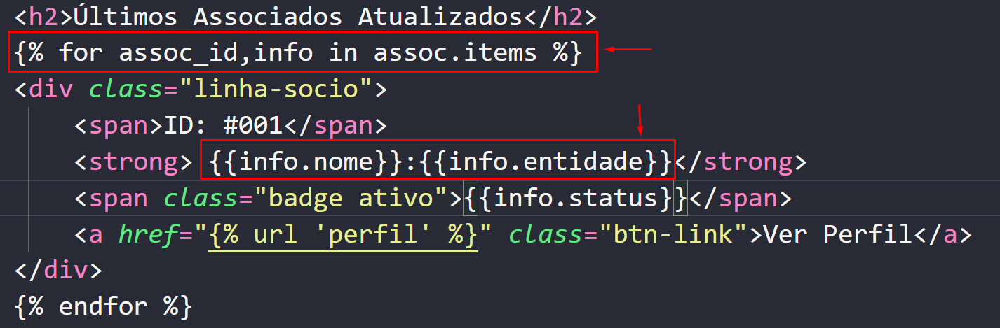 <h2>Últimos Associados Atualizados</h2>
{% for assoc_id,info in assoc.items %}
<div class="linha-socio">
<span>ID: #001</span>
<strong> {{info.nome}}:{{info.entidade}}</strong>
<span class="badge ativo">{{info.status}}</span>
<a href="{% url 'perfil' %}" class="btn-link">Ver Perfil</a>
</div>
{% endfor %}